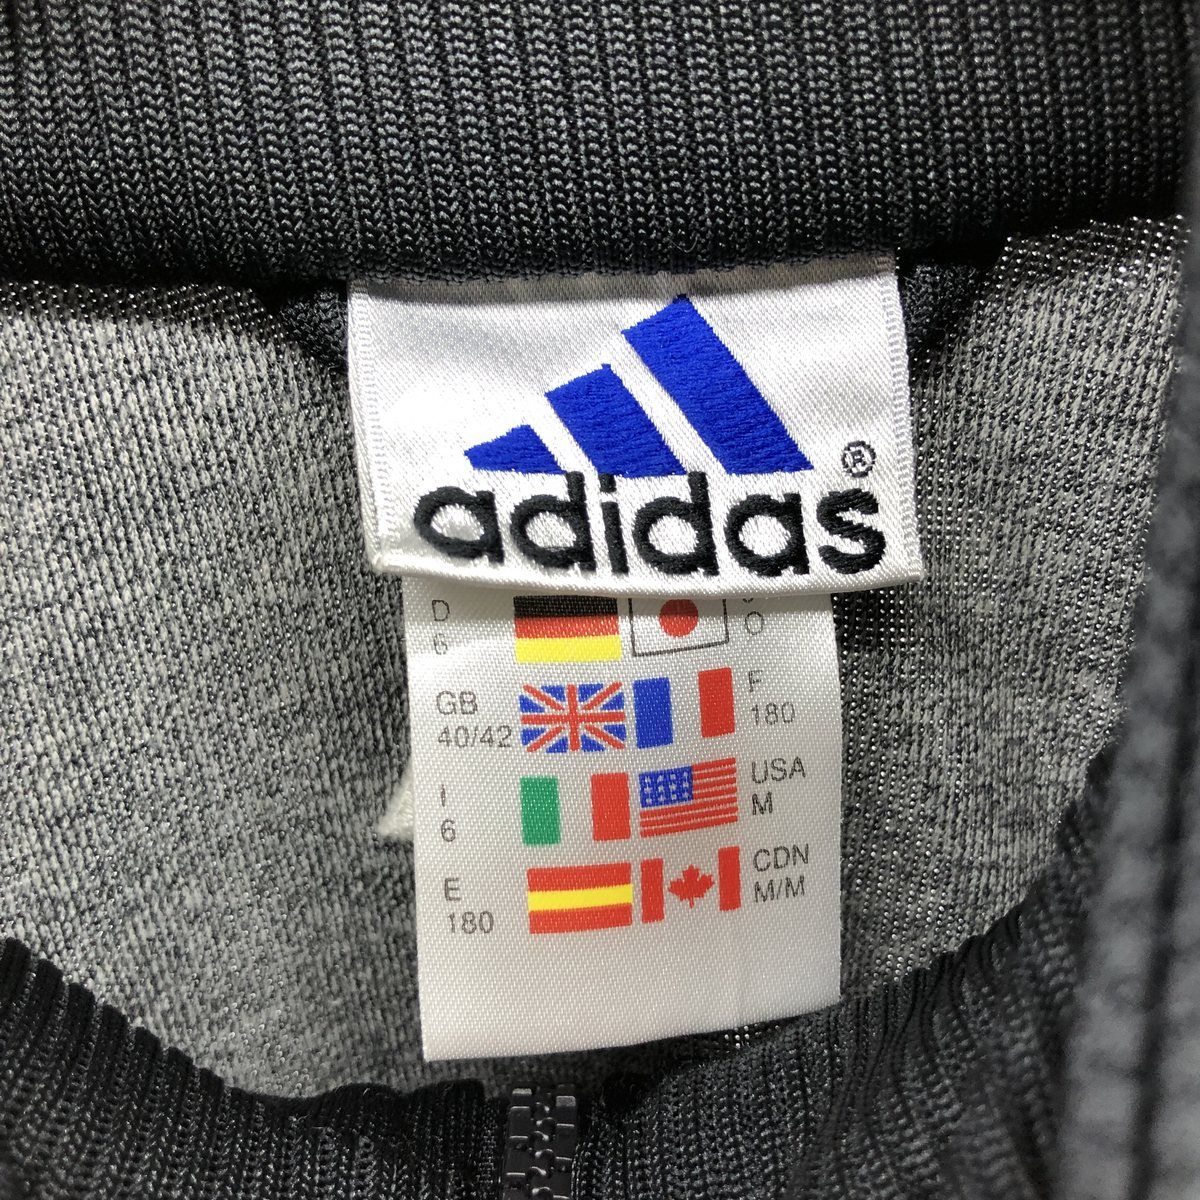 adidas®
D
6
O
GB
40/42
F
180
I
6
USA
M
E
180
CDN
M/M